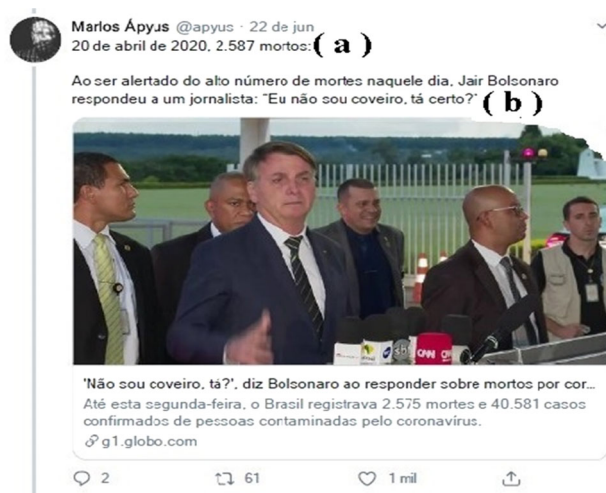 Marlos Ápyus @apyus · 22 de jun
20 de abril de 2020, 2.587 mortos: ( a )
Ao ser alertado do alto número de mortes naquele dia, Jair Bolsonaro
respondeu a um jornalista: "Eu não sou coveiro, tá certo?" ( b )
CNN
'Não sou coveiro, tá?', diz Bolsonaro ao responder sobre mortos por cor...
Até esta segunda-feira, o Brasil registrava 2.575 mortes e 40.581 casos
confirmados de pessoas contaminadas pelo coronavírus.
g1.globo.com
2 61 1 mil